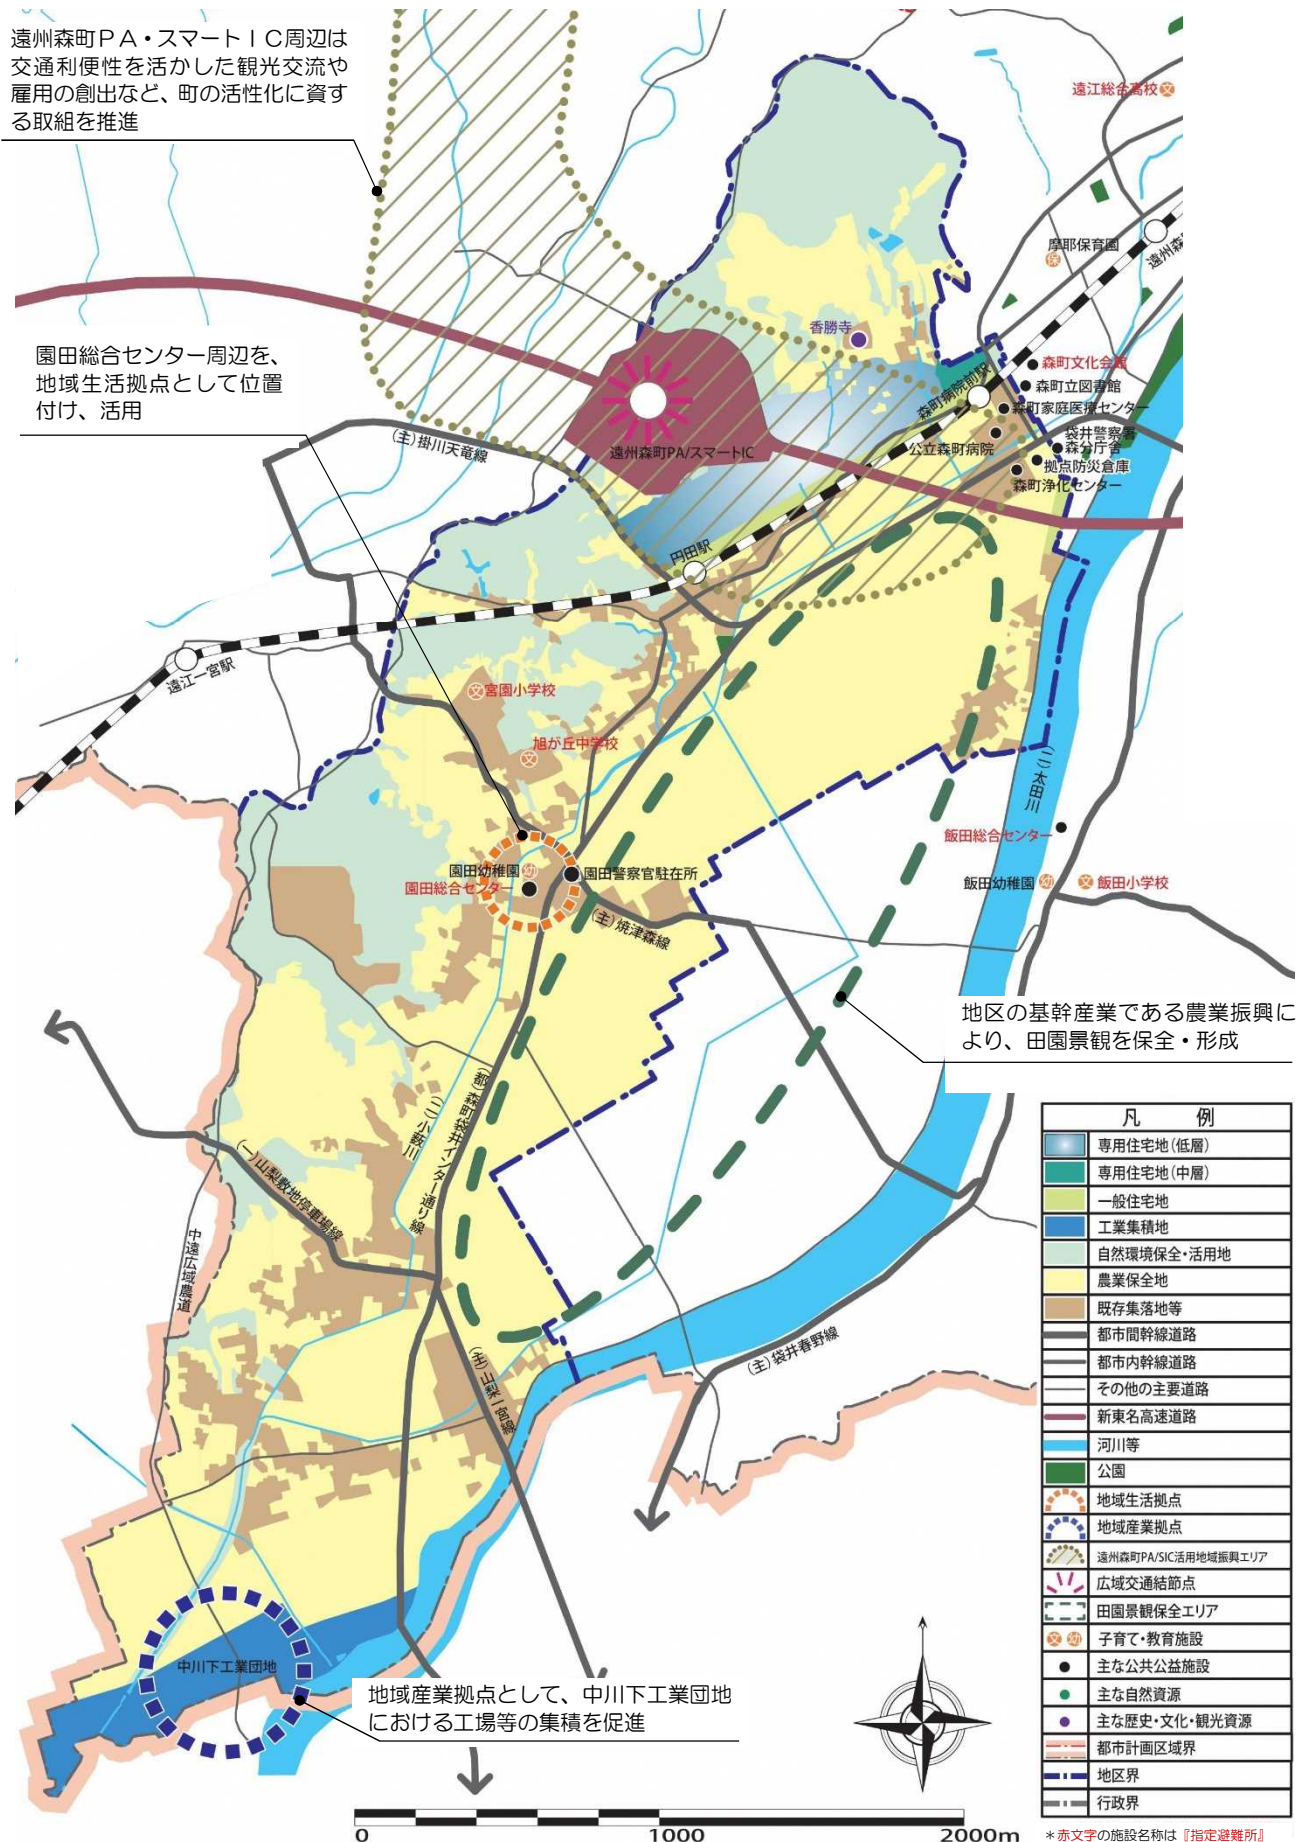 遠州森町PA・スマートIC周辺は
交通利便性を活かした観光交流や
雇用の創出など、町の活性化に資す
る取組を推進
遠江総合高校
文
摩耶保育園
保
遠州森
香勝寺
園田総合センター周辺を、
地域生活拠点として位置
付け、活用
森町病院前駅
森町文化会館
森町立図書館
森町家庭医療センター
公立森町病院
袋井警察署
森分庁舎
拠点防災倉庫
森町浄化センター
(主)掛川天竜線
遠州森町PA/スマートIC
円田駅
遠江一宮駅
文
宮園小学校
旭が丘中学校
文
(二)太田川
飯田総合センター
園田幼稚園
幼
園田警察官駐在所
園田総合センター
飯田幼稚園
幼
文
飯田小学校
(主)焼津森線
地区の基幹産業である農業振興に
より、田園景観を保全・形成
(都)森町袋井インター通り線
(二)小藪川
(一)山梨敷地停車場線
中遠広域農道
(主)袋井春野線
(主)山梨一宮線
中川下工業団地
地域産業拠点として、中川下工業団地
における工場等の集積を促進
凡 例
専用住宅地(低層)
専用住宅地(中層)
一般住宅地
工業集積地
自然環境保全・活用地
農業保全地
既存集落地等
都市間幹線道路
都市内幹線道路
その他の主要道路
新東名高速道路
河川等
公園
地域生活拠点
地域産業拠点
遠州森町PA/SIC活用地域振興エリア
広域交通結節点
田園景観保全エリア
文 幼 子育て・教育施設
主な公共公益施設
主な自然資源
主な歴史・文化・観光資源
都市計画区域界
地区界
行政界
0 1000 2000m
*赤文字の施設名称は『指定避難所』